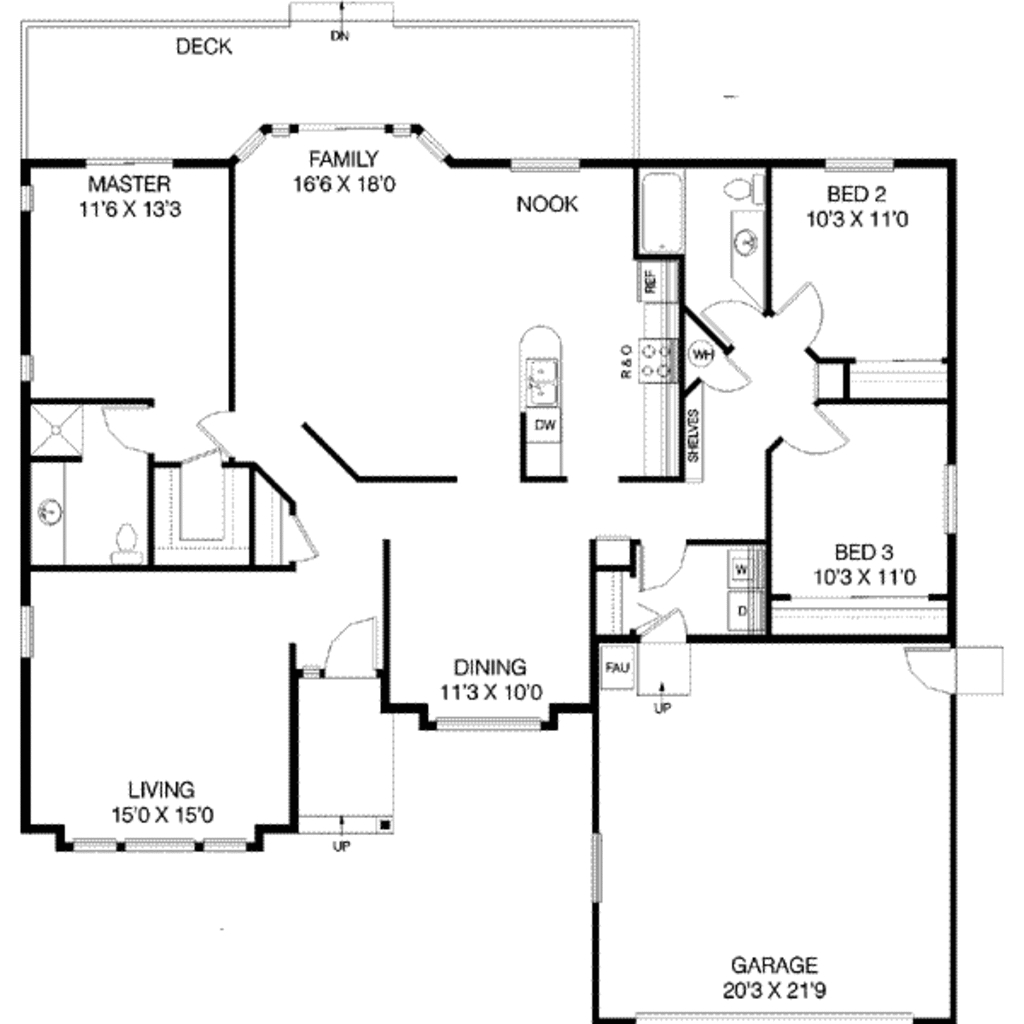 DN
DECK
FAMILY
16'6 X 18'0
MASTER
11'6 X 13'3
NOOK
BED 2
10'3 X 11'0
REF
R & O
WH
DW
SHELVES
BED 3
10'3 X 11'0
W
D
FAU
UP
DINING
11'3 X 10'0
LIVING
15'0 X 15'0
UP
GARAGE
20'3 X 21'9